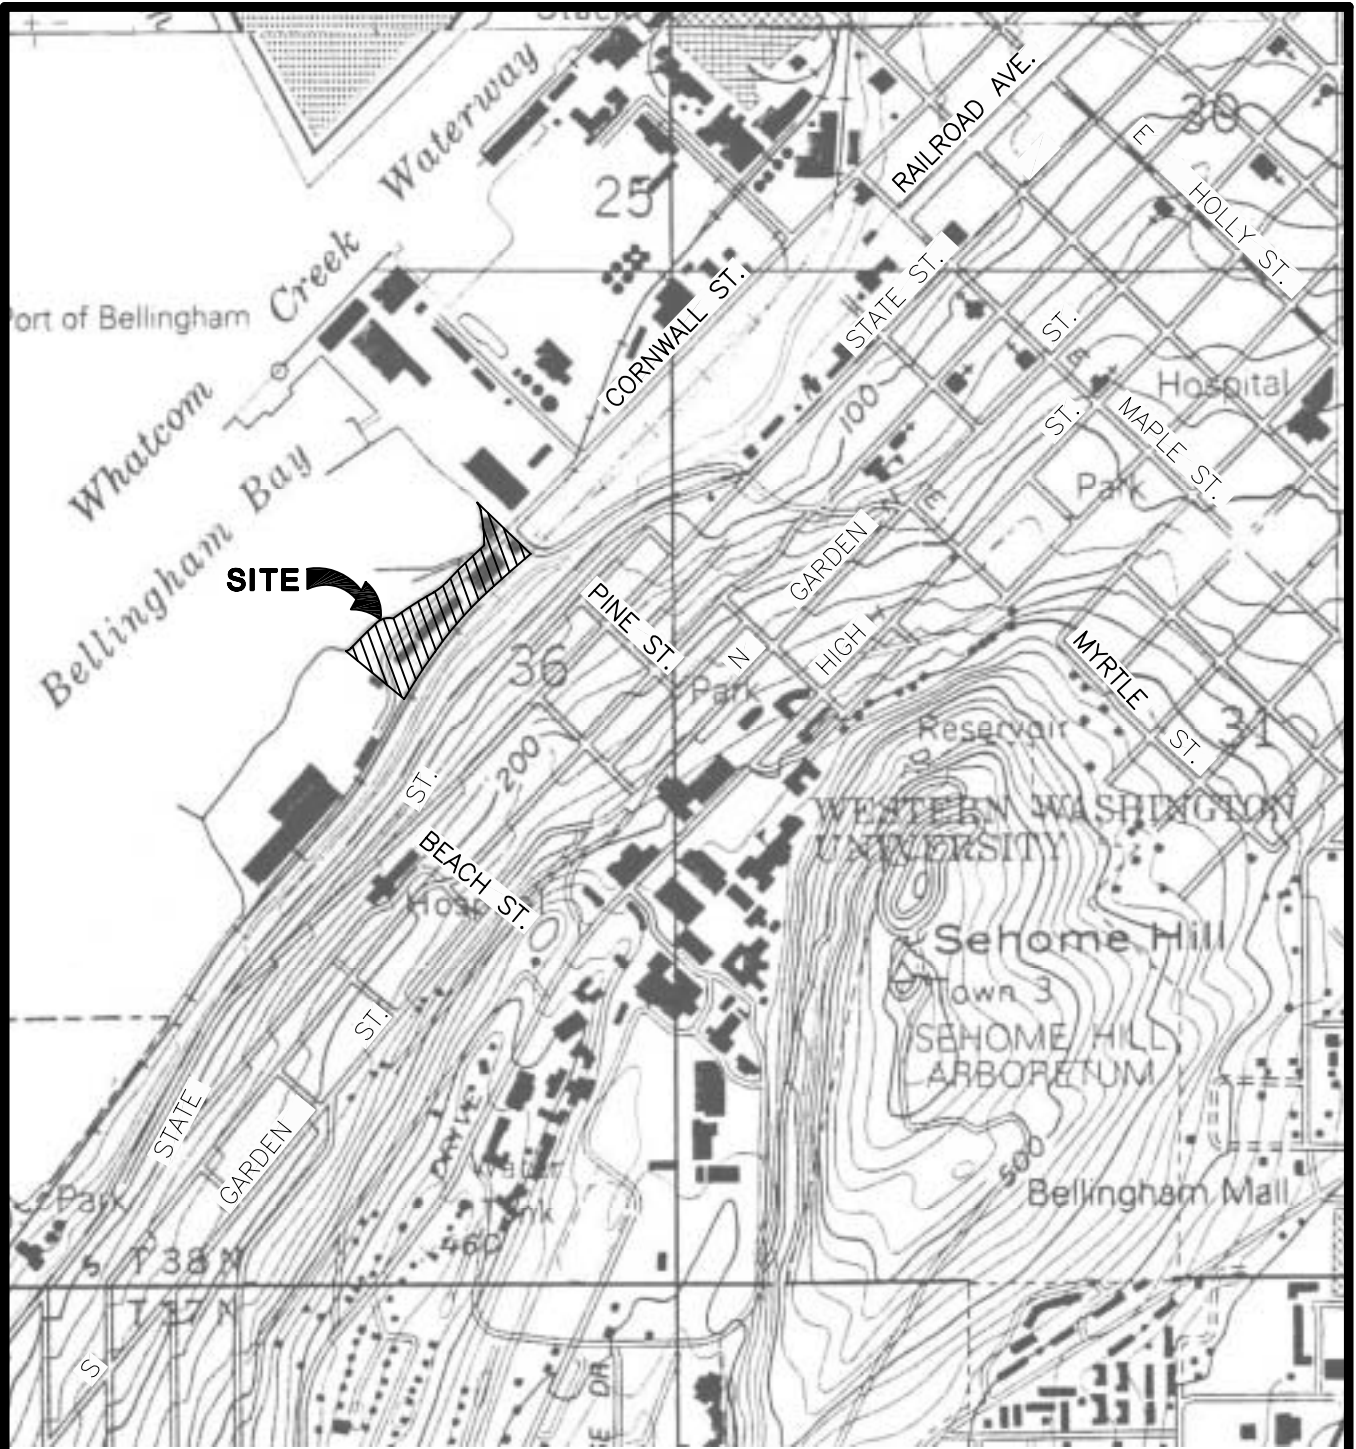 Waterway
RAILROAD AVE.
30
E
HOLLY ST.
25
Creek
Port of Bellingham
STATE ST.
CORNWALL ST.
ST.
E
Whatcom
Hospital
100
ST.
MAPLE ST.
Bay
Park
N
E
GARDEN
Bellingham
SITE
PINE ST.
HIGH
MYRTLE
ST.
N
36
Park
31
Reservoir
200
ST.
WESTERN WASHINGTON
UNIVERSITY
BEACH ST.
Sehome Hill
Town 3
ST.
SEHOME HILL
ARBORETUM
STATE
GARDEN
500
Water
Tank
460
Bellingham Mall
Park
T 38 N
T 37 N
S
DR